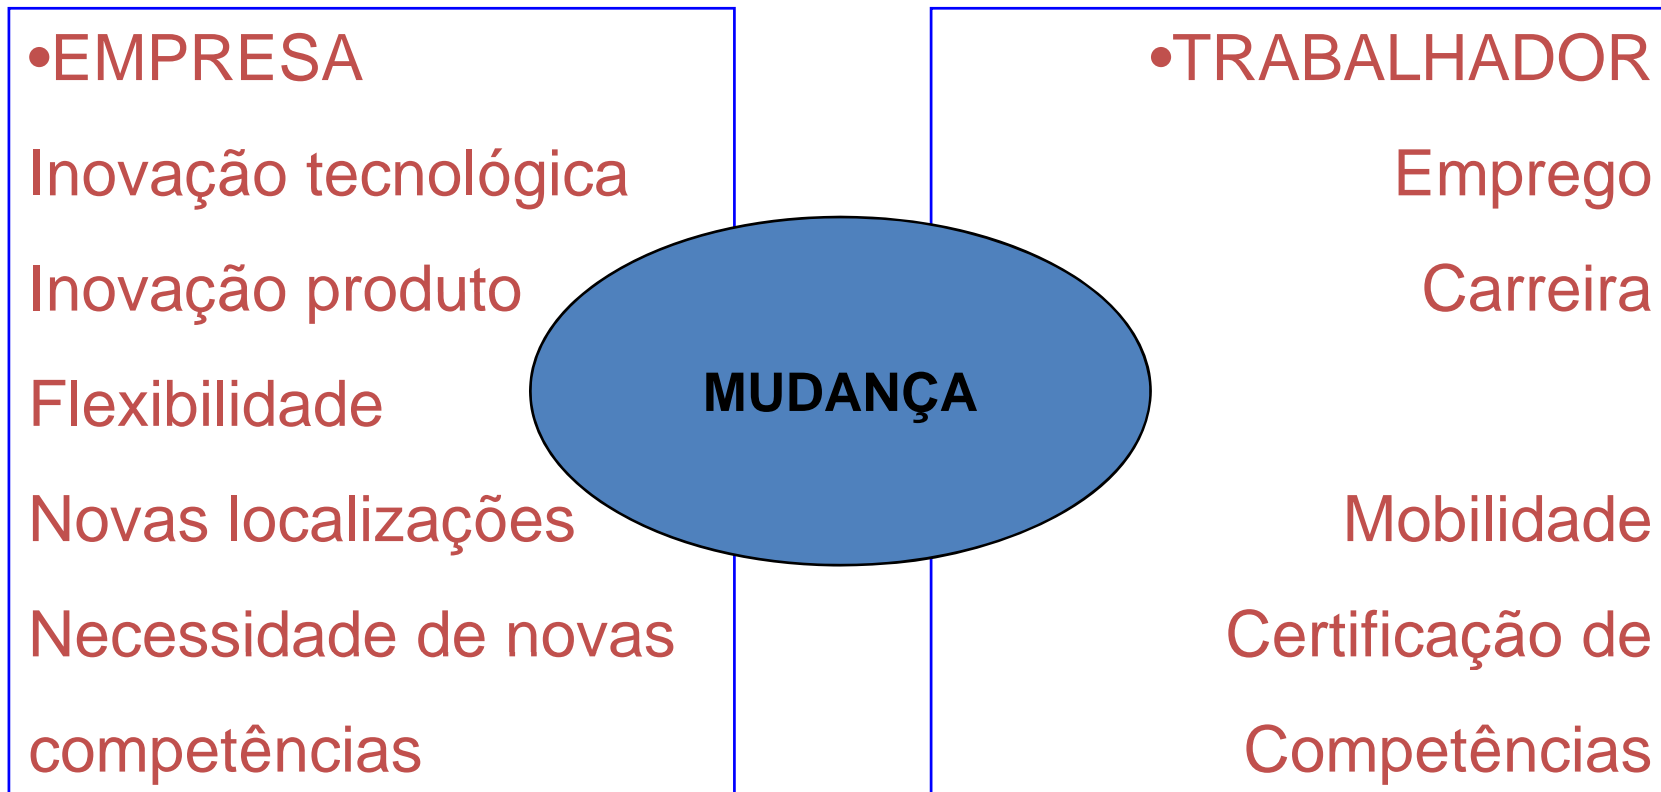 •EMPRESA
Inovação tecnológica
Inovação produto
Flexibilidade
Novas localizações
Necessidade de novas
competências
MUDANÇA
•TRABALHADOR
Emprego
Carreira
Mobilidade
Certificação de
Competências